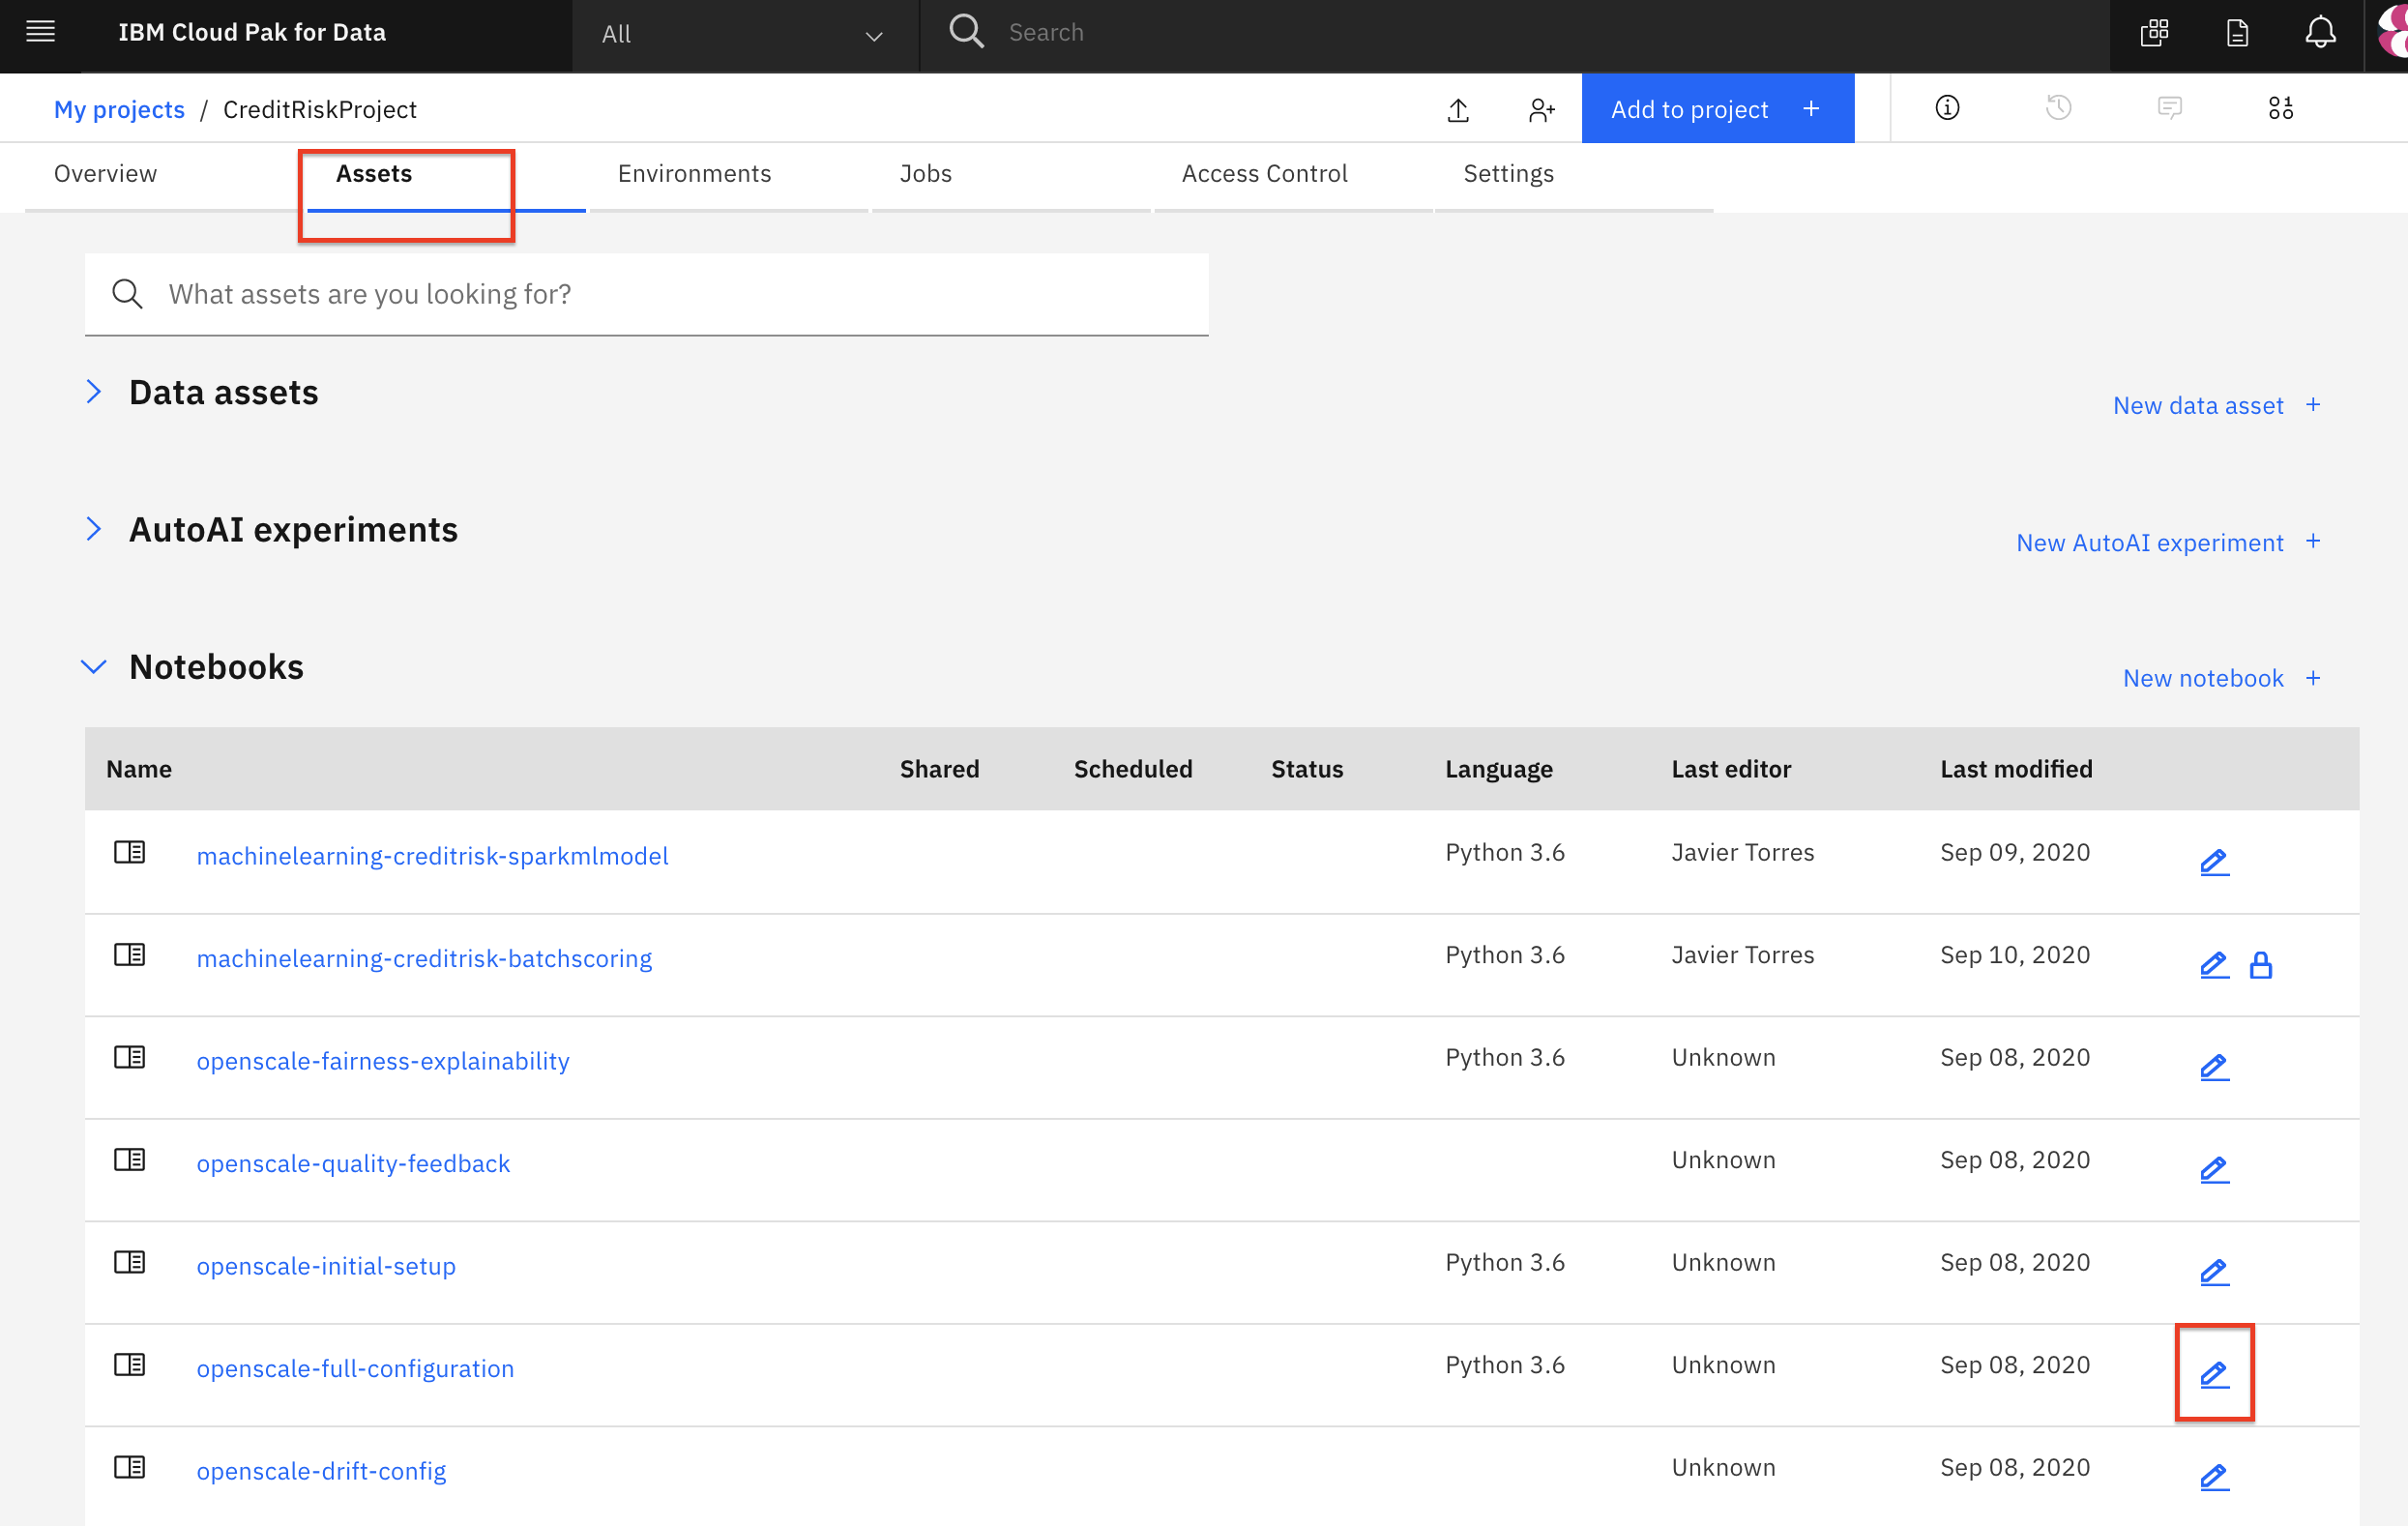 IBM Cloud Pak for Data All Search
My projects / CreditRiskProject Add to project +
Overview Assets Environments Jobs Access Control Settings
What assets are you looking for?
Data assets
New data asset +
AutoAI experiments
New AutoAI experiment +
Notebooks
New notebook +
Name Shared Scheduled Status Language Last editor Last modified
machinelearning-creditrisk-sparkmlmodel Python 3.6 Javier Torres Sep 09, 2020
machinelearning-creditrisk-batchscoring Python 3.6 Javier Torres Sep 10, 2020
openscale-fairness-explainability Python 3.6 Unknown Sep 08, 2020
openscale-quality-feedback Unknown Sep 08, 2020
openscale-initial-setup Python 3.6 Unknown Sep 08, 2020
openscale-full-configuration Python 3.6 Unknown Sep 08, 2020
openscale-drift-config Unknown Sep 08, 2020